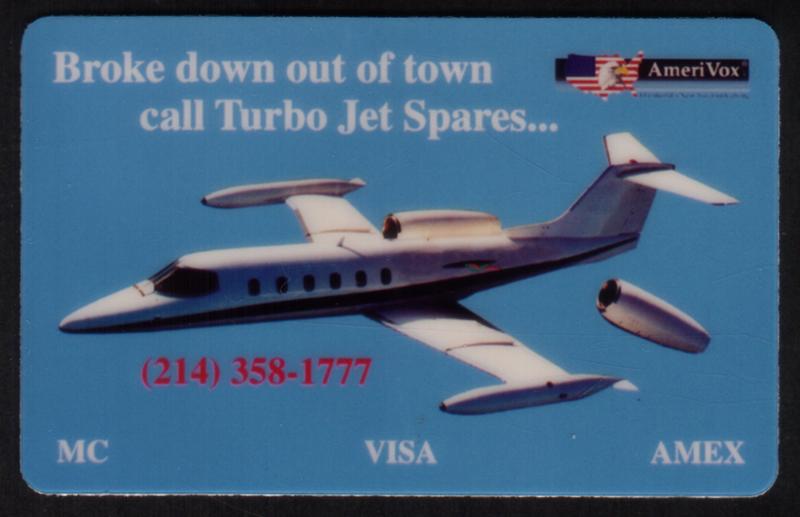 Broke down out of town
call Turbo Jet Spares...
AmeriVox®
(214) 358-1777
MC VISA AMEX